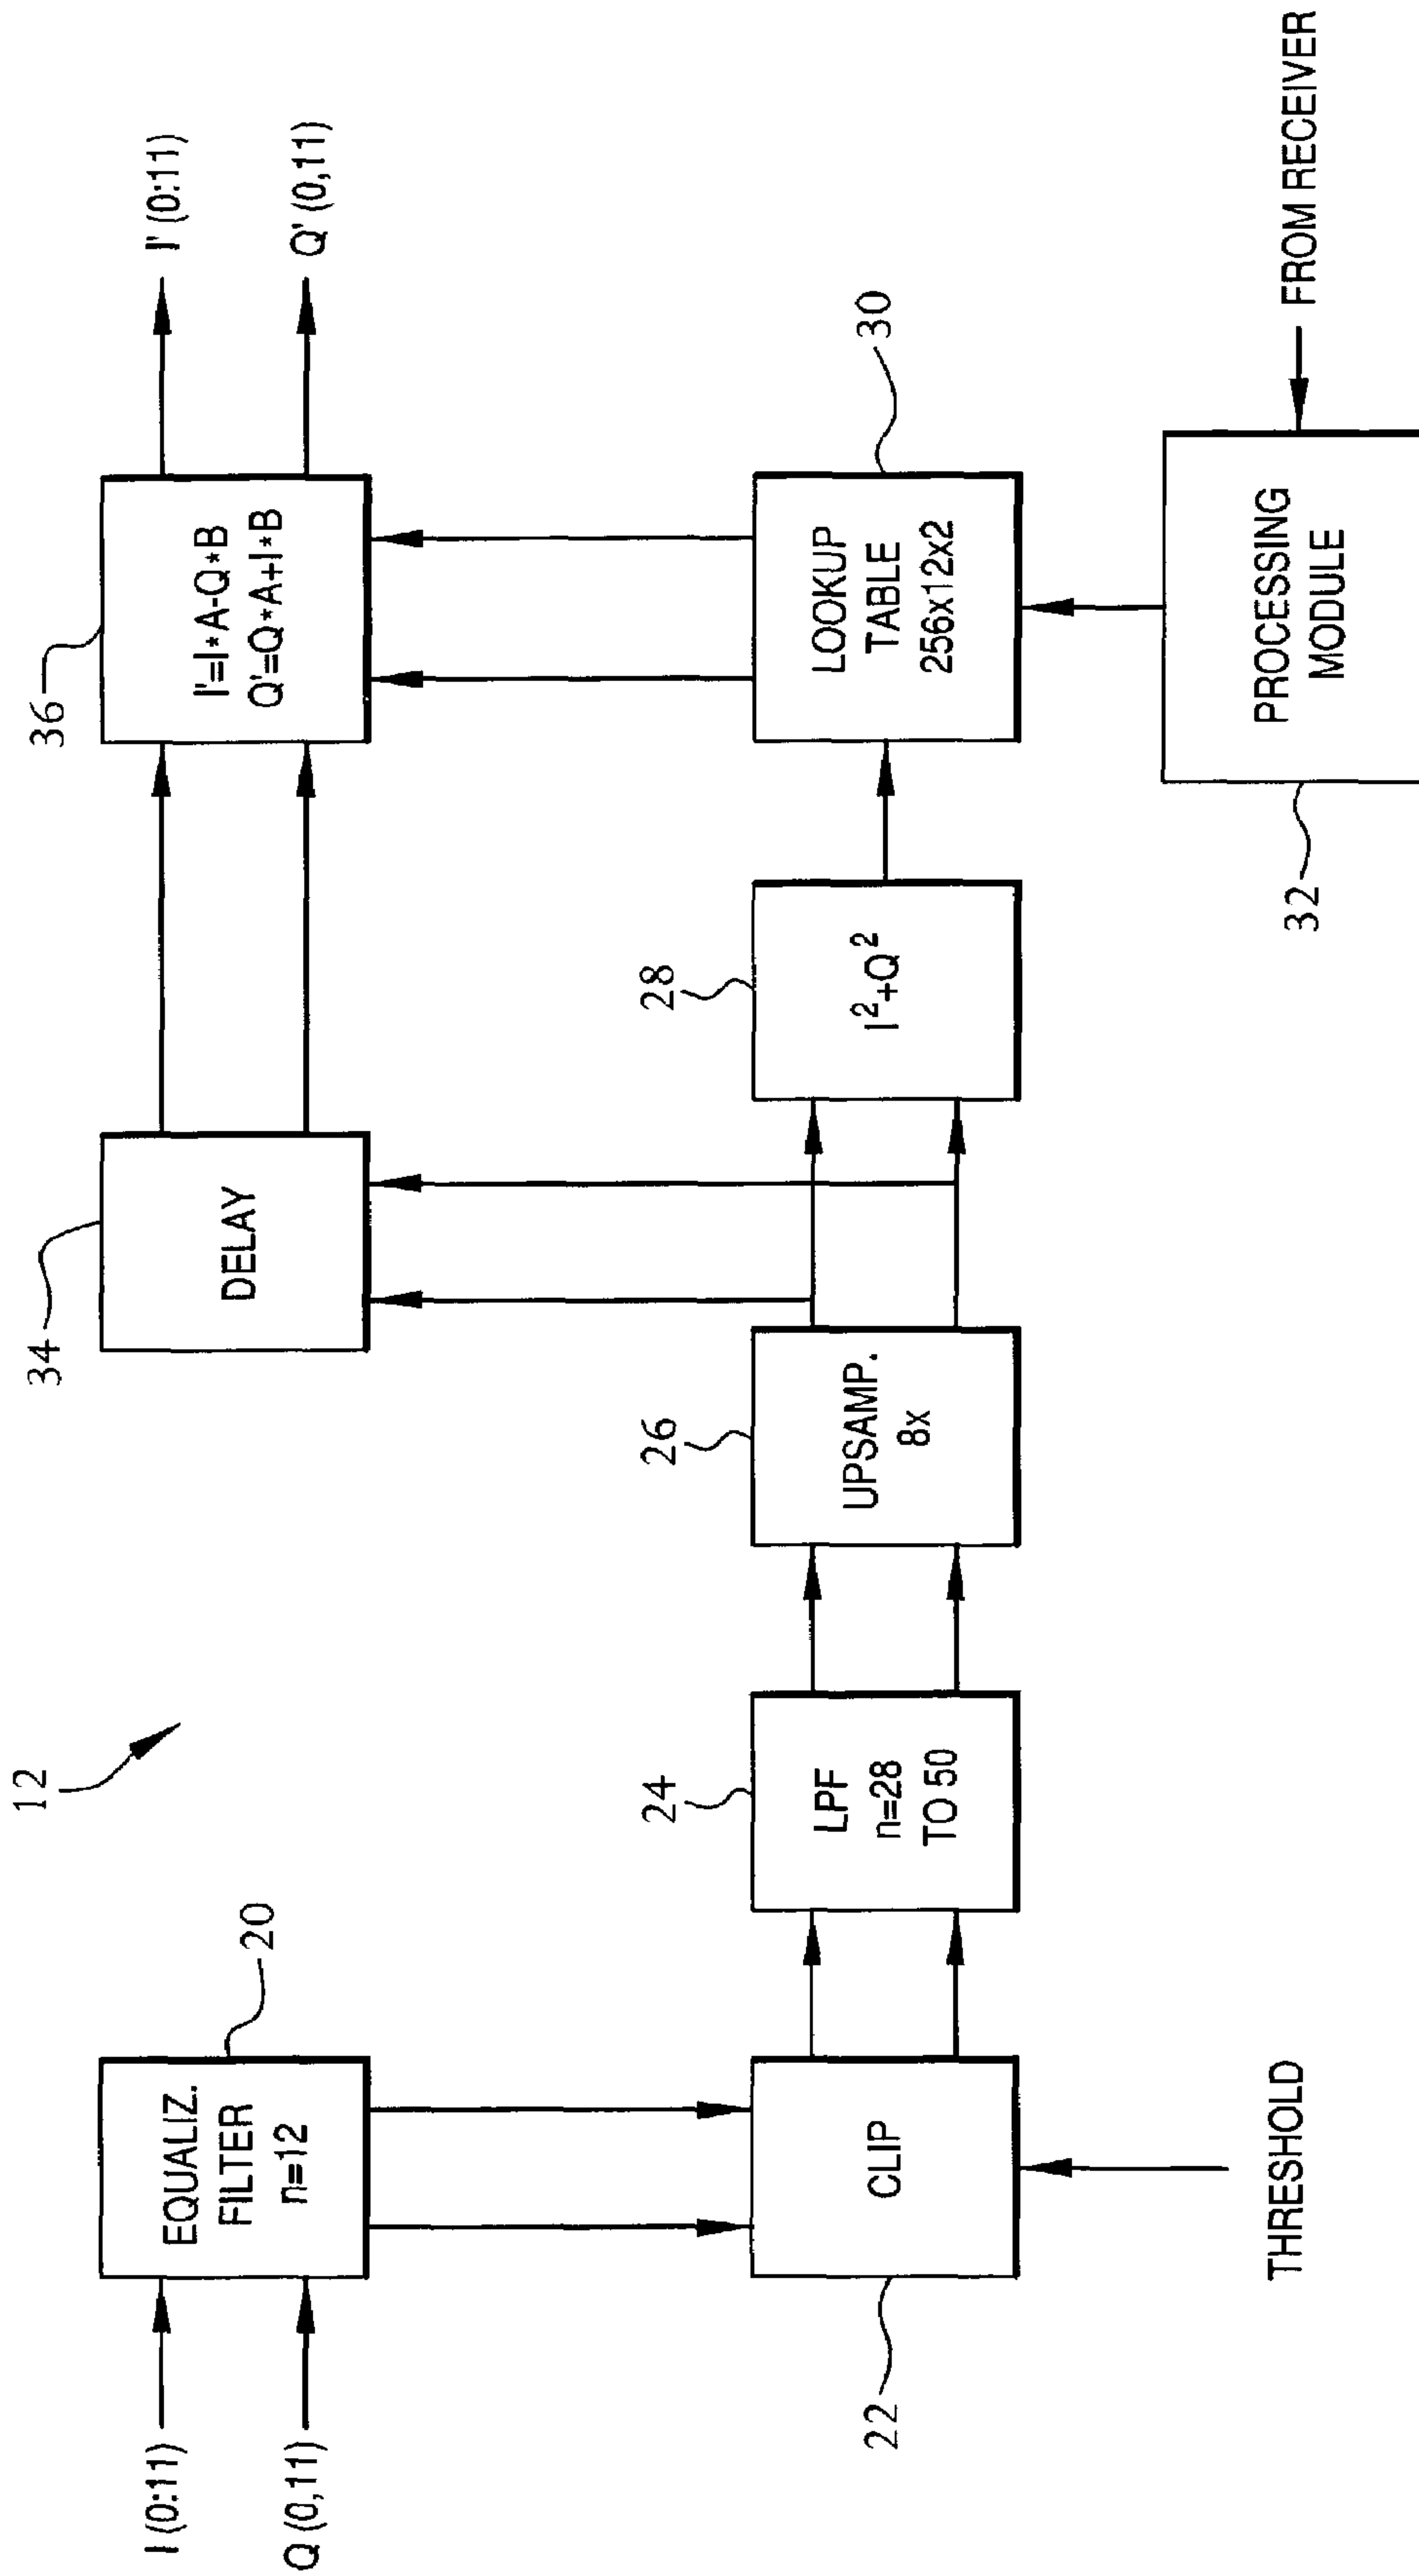 12
I (0:11)
Q (0,11)
EQUALIZ.
FILTER
n=12
20
DELAY
34
I'=I*A-Q*B
Q'=Q*A+I*B
36
I' (0:11)
Q' (0,11)
CLIP
22
THRESHOLD
LPF
n=28
TO 50
24
UPSAMP.
8x
26
I²+Q²
28
LOOKUP
TABLE
256x12x2
30
PROCESSING
MODULE
32
FROM RECEIVER